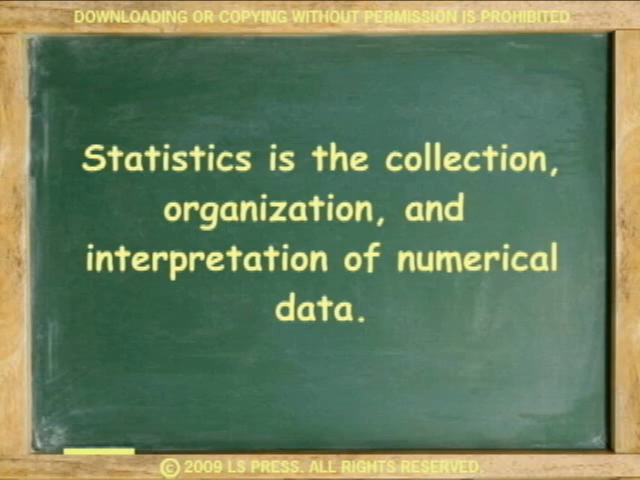 DOWNLOADING OR COPYING WITHOUT PERMISSION IS PROHIBITED
Statistics is the collection,
organization, and
interpretation of numerical
data.
© 2009 LS PRESS. ALL RIGHTS RESERVED.